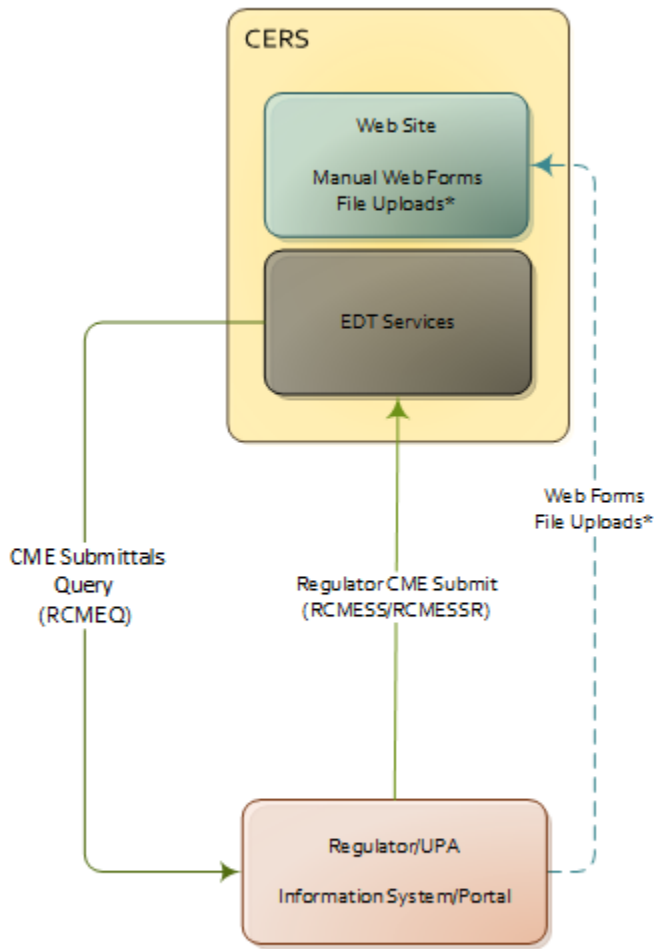 CERS
Web Site
Manual Web Forms
File Uploads*
EDT Services
Web Forms
File Uploads*
CME Submittals
Query
(RCMEQ)
Regulator CME Submit
(RCMESS/RCMESSR)
Regulator/UPA
Information System/Portal